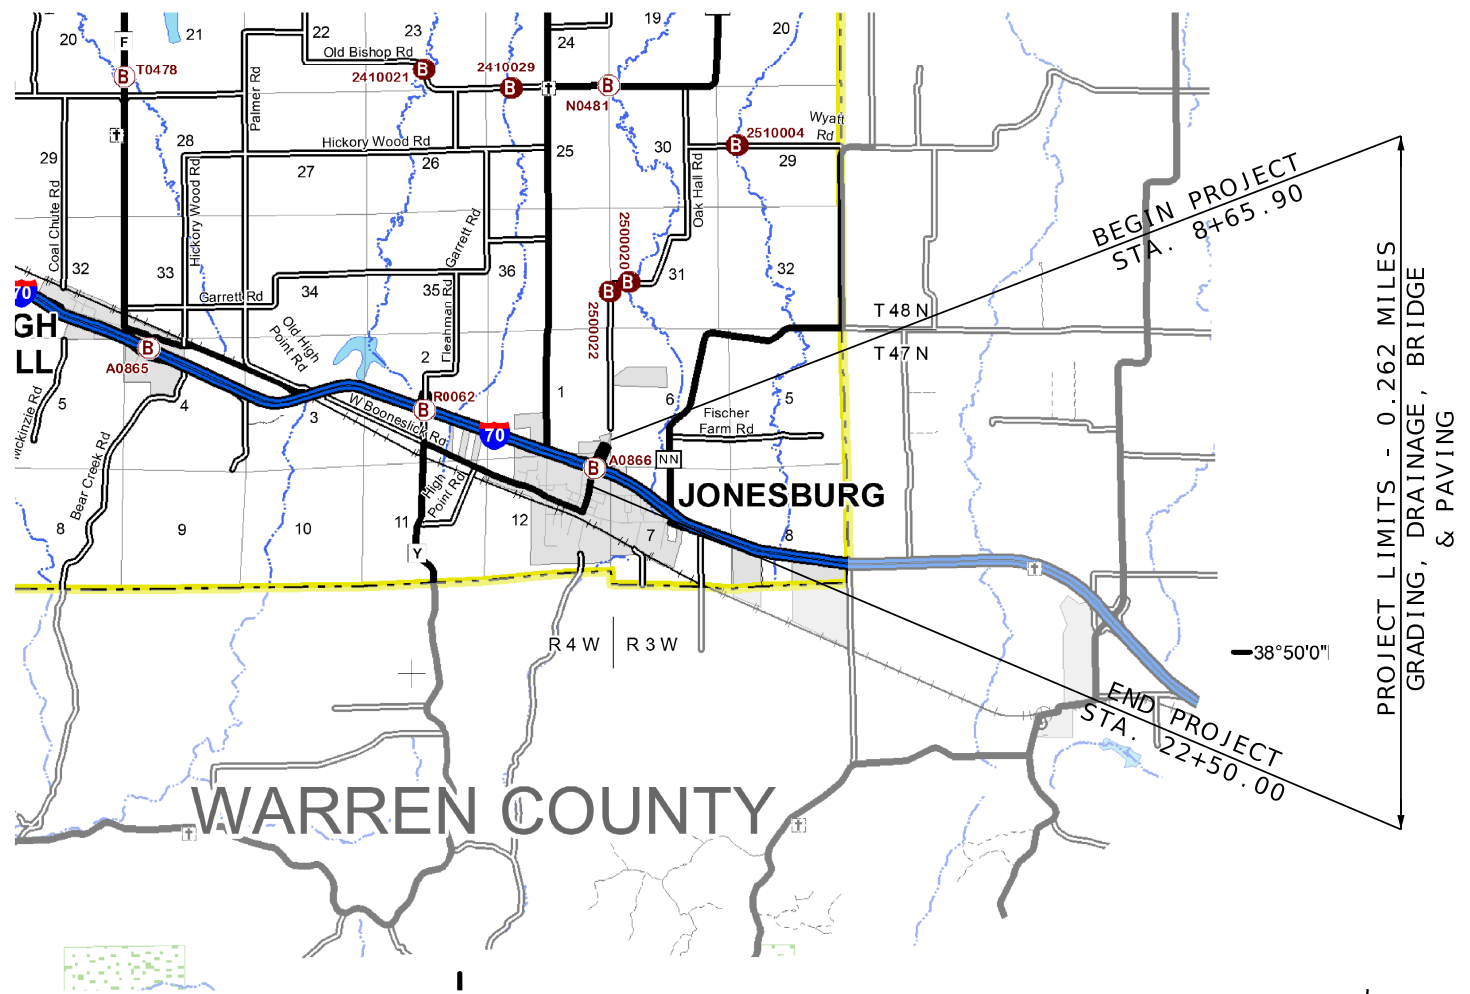 20
F
21
22
23
24
19
20
Old Bishop Rd
T0478
2410021
2410029
B
B
B
B
N0481
Palmer Rd
Wyatt
Rd
2510004
B
28
Hickory Wood Rd
25
30
29
29
26
27
Coal Chute Rd
Hickory Wood Rd
Garrett Rd
Oak Hall Rd
BEGIN PROJECT
STA. 8+65.90
32
33
36
2500020
31
32
34
35
Garrett Rd
B
B
2500022
70
GH
LL
T 48 N
T 47 N
Old High
Point Rd
Fleahman Rd
B
A0865
2
R0062
B
1
6
5
5
4
3
Mckinzie Rd
W Booneslick Rd
70
Fischer
Farm Rd
Bear Creek Rd
A0866
B
NN
High
Point Rd
JONESBURG
8
9
10
11
12
7
8
Y
R 4 W
R 3 W
38°50'0"
END PROJECT
STA. 22+50.00
WARREN COUNTY
PROJECT LIMITS - 0.262 MILES
GRADING, DRAINAGE, BRIDGE
& PAVING